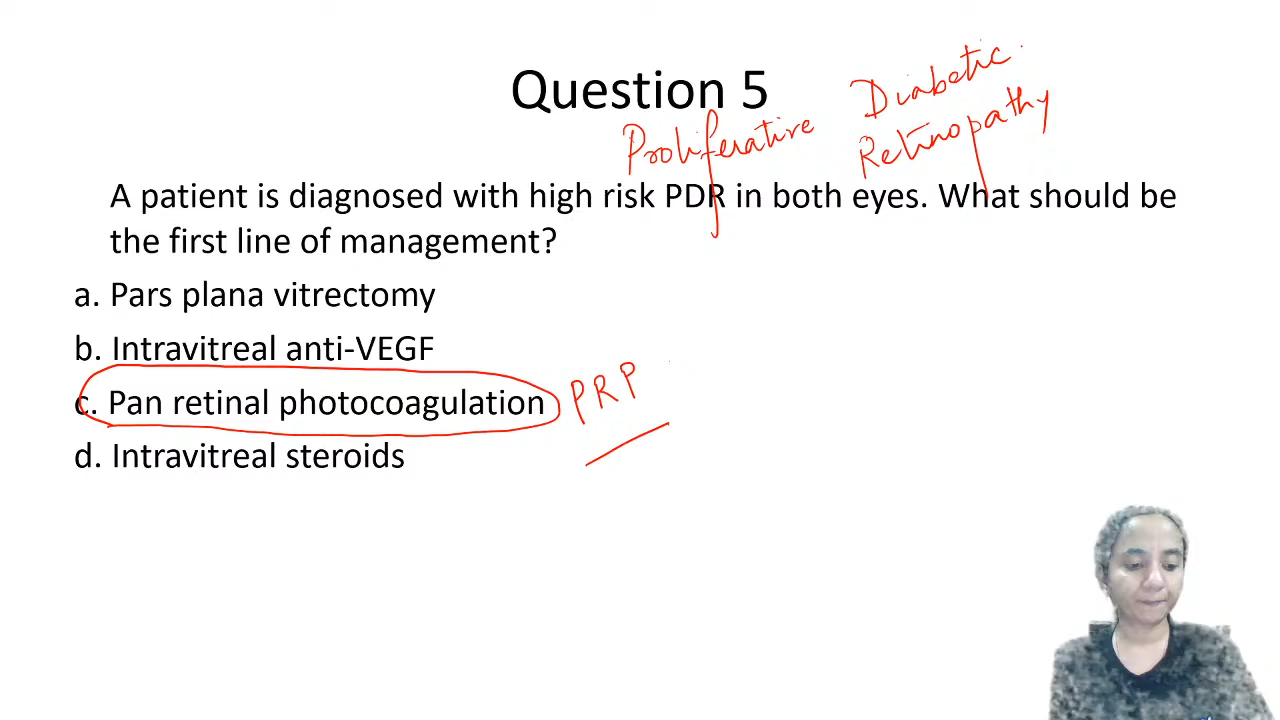 Question 5
Proliferative Diabetic
Retinopathy
A patient is diagnosed with high risk PDR in both eyes. What should be
the first line of management?
a. Pars plana vitrectomy
b. Intravitreal anti-VEGF
c. Pan retinal photocoagulation PRP
d. Intravitreal steroids